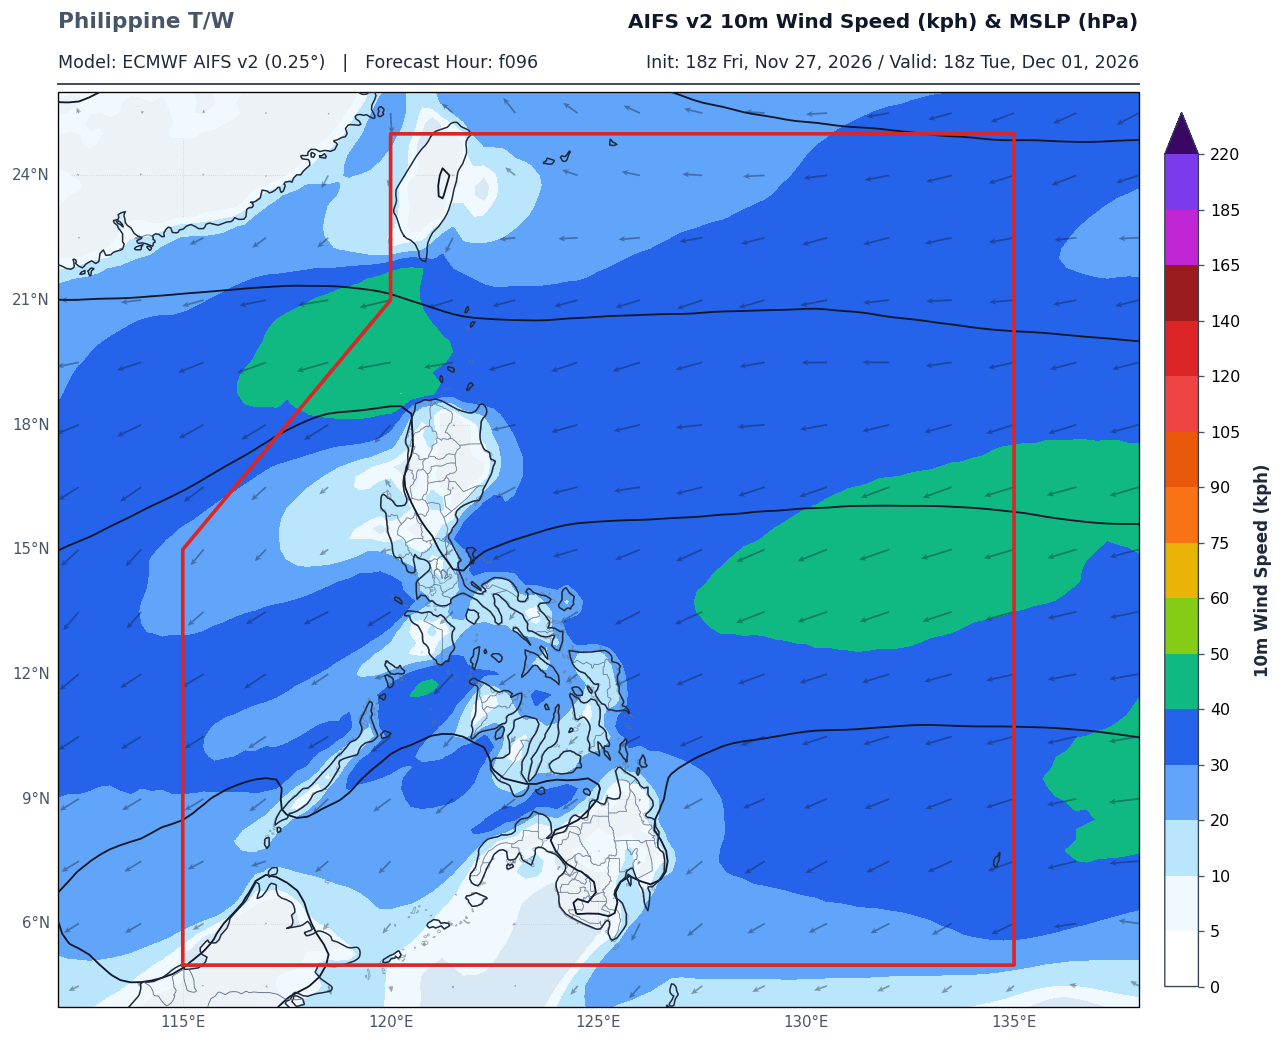 Philippine T/W
AIFS v2 10m Wind Speed (kph) & MSLP (hPa)
Model: ECMWF AIFS v2 (0.25°) | Forecast Hour: f096
Init: 18z Fri, Nov 27, 2026 / Valid: 18z Tue, Dec 01, 2026
24°N
21°N
18°N
15°N
12°N
9°N
6°N
115°E
120°E
125°E
130°E
135°E
220
185
165
140
120
105
90
75
60
50
40
30
20
10
5
0
10m Wind Speed (kph)